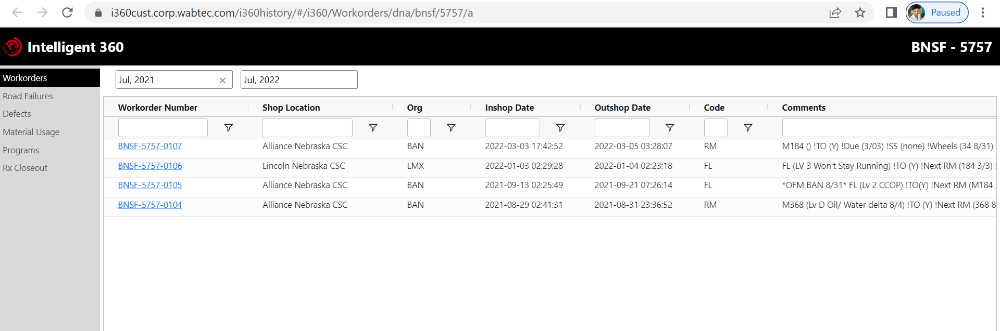 i360cust.corp.wabtec.com/i360history/#/i360/Workorders/dna/bnsf/5757/a
Paused
Intelligent 360
BNSF - 5757
Workorders
Road Failures
Defects
Material Usage
Programs
Rx Closeout
Jul, 2021
Jul, 2022
Workorder Number Shop Location Org Inshop Date Outshop Date Code Comments
BNSF-5757-0107 Alliance Nebraska CSC BAN 2022-03-03 17:42:52 2022-03-05 03:28:07 RM M184 () !TO (Y) !Due (3/03) !SS (none) !Wheels (34 8/31)
BNSF-5757-0106 Lincoln Nebraska CSC LMX 2022-01-03 02:29:28 2022-01-04 02:23:18 FL FL (LV 3 Won't Stay Running) !TO (Y) !Next RM (184 3/3) !
BNSF-5757-0105 Alliance Nebraska CSC BAN 2021-09-13 02:25:49 2021-09-21 07:26:14 FL *OFM BAN 8/31* FL (Lv 2 CCOP) !TO(Y) !Next RM (M184
BNSF-5757-0104 Alliance Nebraska CSC BAN 2021-08-29 02:41:31 2021-08-31 23:36:52 RM M368 (Lv D Oil/ Water delta 8/4) !TO (Y) !Next RM (368 8/